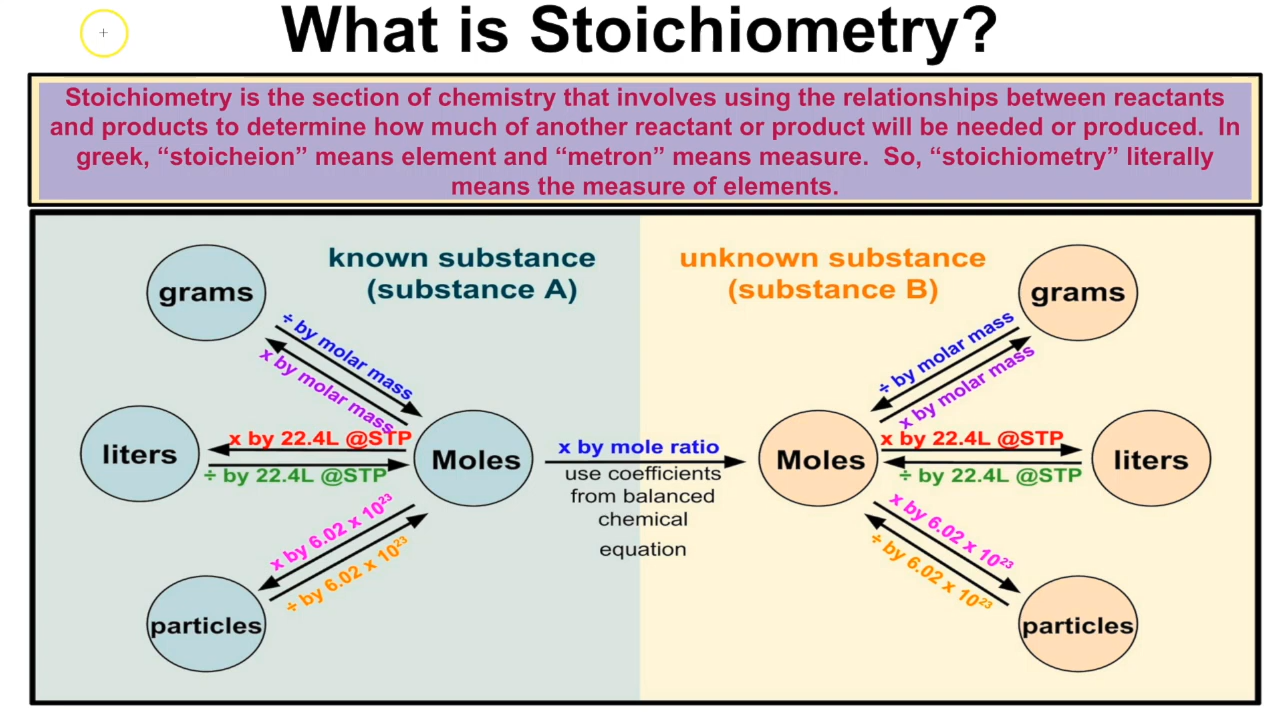 What is Stoichiometry?
Stoichiometry is the section of chemistry that involves using the relationships between reactants
and products to determine how much of another reactant or product will be needed or produced.  In
greek, “stoicheion” means element and “metron” means measure.  So, “stoichiometry” literally
means the measure of elements.
known substance
(substance A)
grams
÷ by molar mass
x by molar mass
liters
x by 22.4L @STP
÷ by 22.4L @STP
Moles
x by 6.02 x 10²³
÷ by 6.02 x 10²³
particles
x by mole ratio
use coefficients
from balanced
chemical
equation
unknown substance
(substance B)
grams
÷ by molar mass
x by molar mass
Moles
x by 22.4L @STP
÷ by 22.4L @STP
liters
x by 6.02 x 10²³
÷ by 6.02 x 10²³
particles